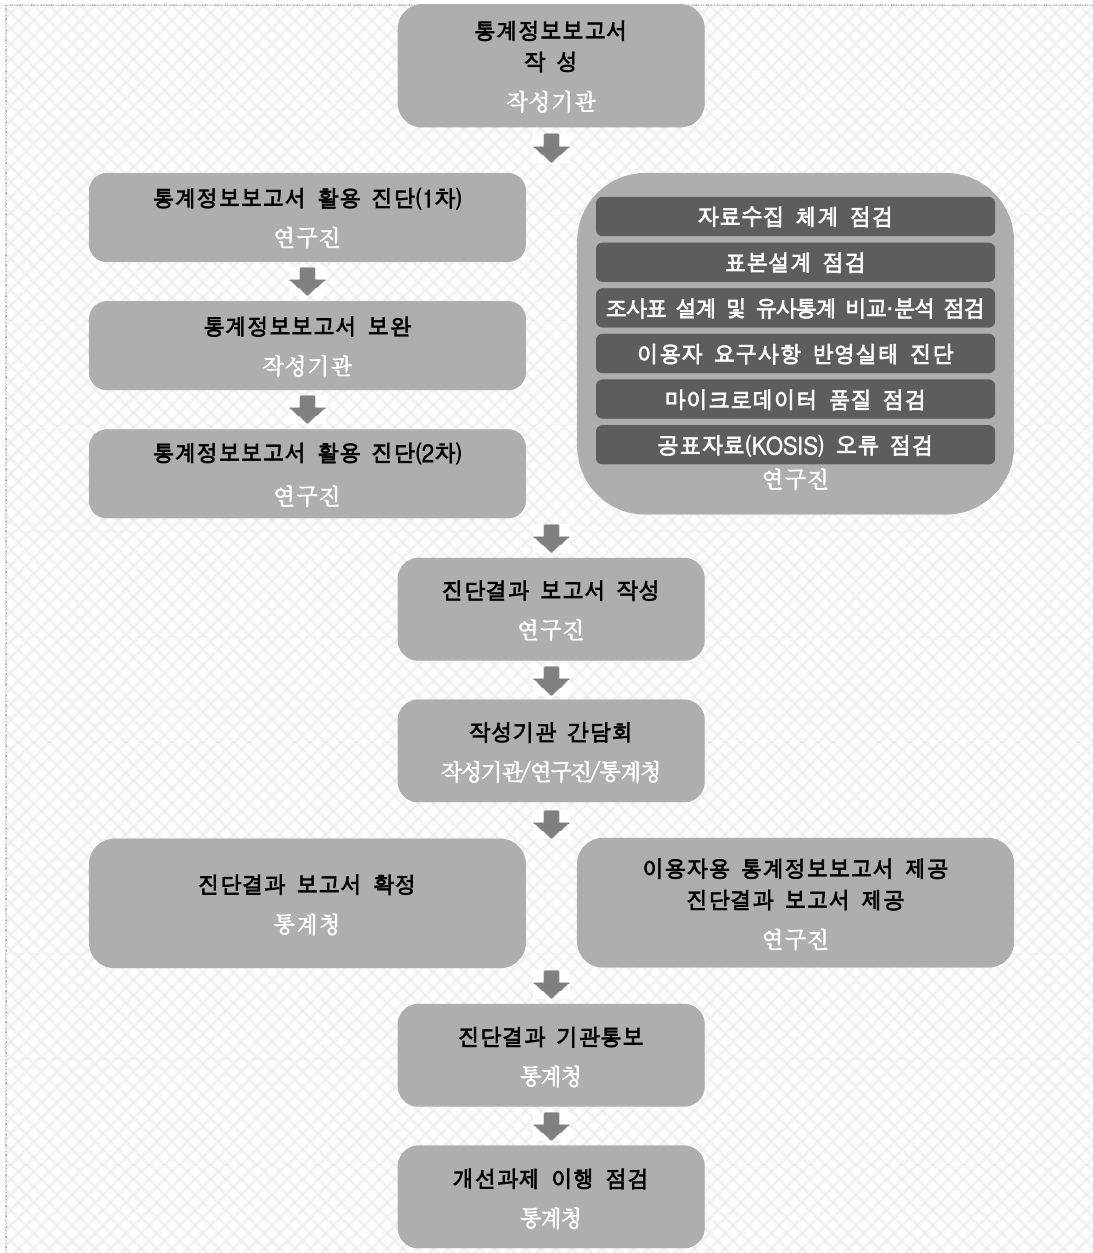 통계정보보고서
작 성
작성기관
통계정보보고서 활용 진단(1차)
연구진
통계정보보고서 보완
작성기관
통계정보보고서 활용 진단(2차)
연구진
자료수집 체계 점검
표본설계 점검
조사표 설계 및 유사통계 비교·분석 점검
이용자 요구사항 반영실태 진단
마이크로데이터 품질 점검
공표자료(KOSIS) 오류 점검
연구진
진단결과 보고서 작성
연구진
작성기관 간담회
작성기관/연구진/통계청
진단결과 보고서 확정
통계청
이용자용 통계정보보고서 제공
진단결과 보고서 제공
연구진
진단결과 기관통보
통계청
개선과제 이행 점검
통계청